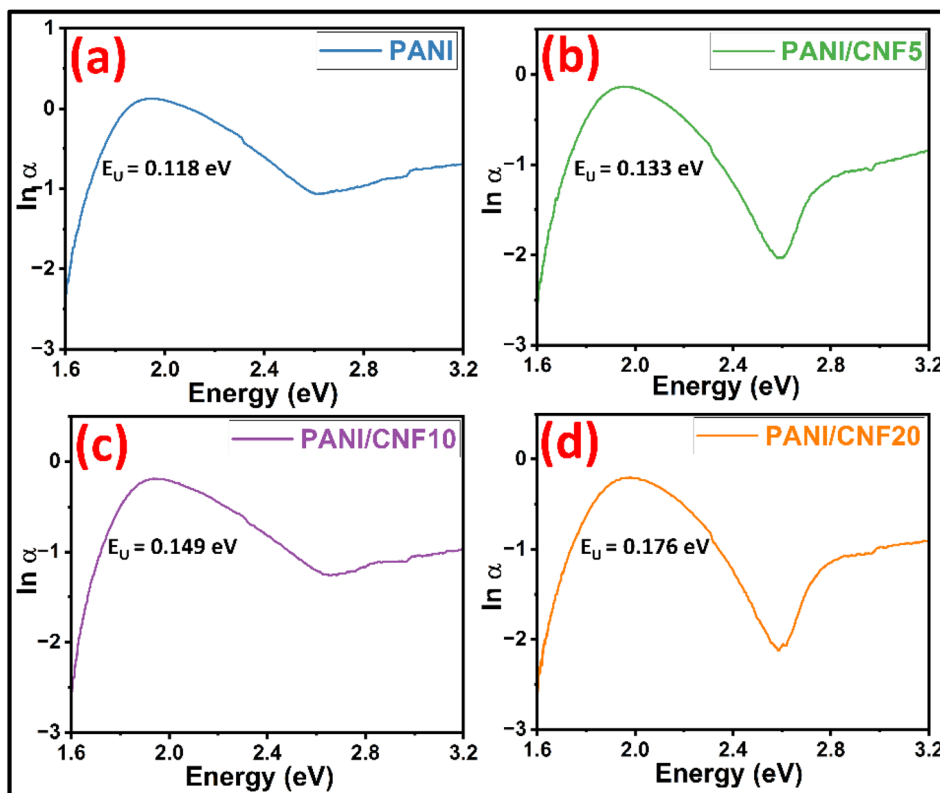 (a)
PANI
E_U = 0.118 eV
ln α
1
0
−1
−2
−3
1.6 2.0 2.4 2.8 3.2
Energy (eV)
(b)
PANI/CNF5
E_U = 0.133 eV
ln α
0
−1
−2
−3
1.6 2.0 2.4 2.8 3.2
Energy (eV)
(c)
PANI/CNF10
E_U = 0.149 eV
ln α
0
−1
−2
−3
1.6 2.0 2.4 2.8 3.2
Energy (eV)
(d)
PANI/CNF20
E_U = 0.176 eV
ln α
0
−1
−2
−3
1.6 2.0 2.4 2.8 3.2
Energy (eV)